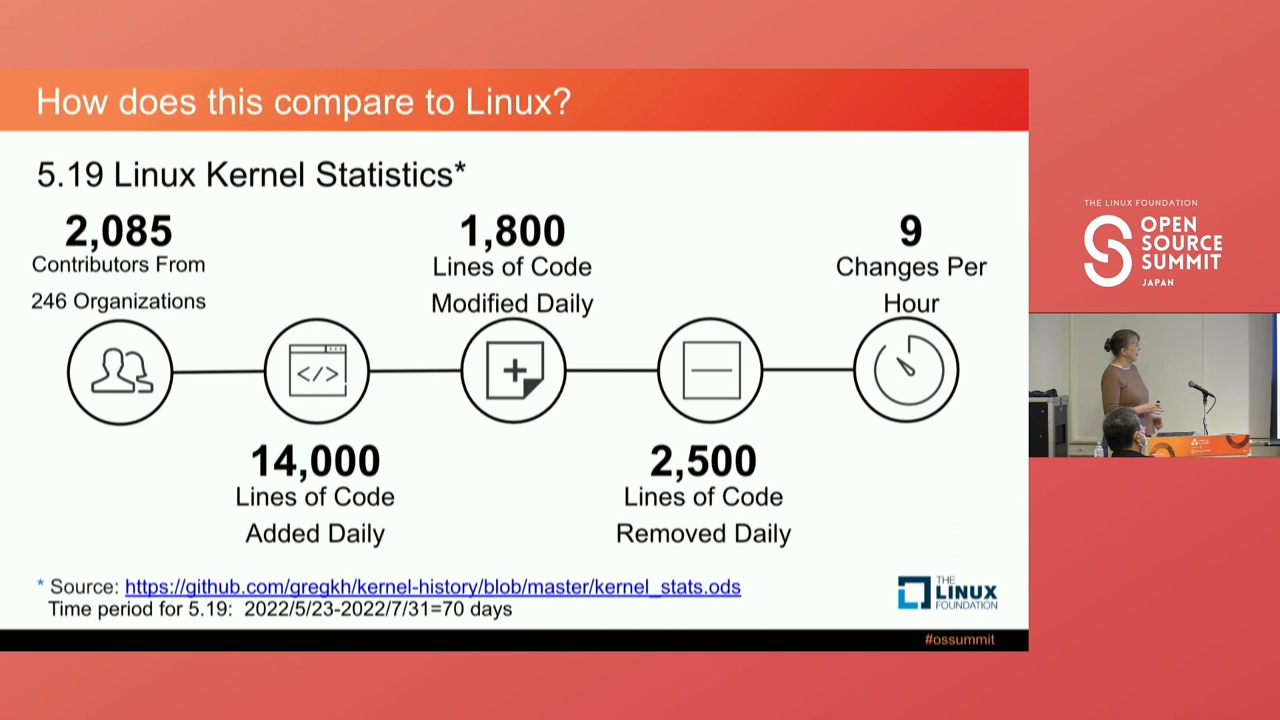 How does this compare to Linux?
5.19 Linux Kernel Statistics*
2,085
Contributors From
246 Organizations
1,800
Lines of Code
Modified Daily
9
Changes Per
Hour
</>
14,000
Lines of Code
Added Daily
2,500
Lines of Code
Removed Daily
* Source: https://github.com/gregkh/kernel-history/blob/master/kernel_stats.ods
Time period for 5.19: 2022/5/23-2022/7/31=70 days
THE
LINUX
FOUNDATION
#ossummit
THE LINUX FOUNDATION
OPEN
SOURCE
SUMMIT
JAPAN